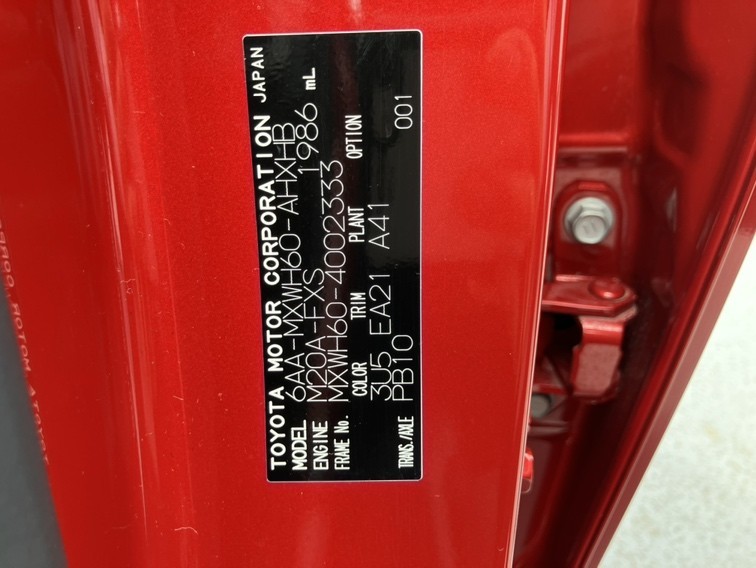 TOYOTA MOTOR CORPORATION JAPAN
MODEL 6AA-MXWH60-AHXHB
ENGINE M20A-FXS 1986 mL
FRAME No. MXWH60-4002333
COLOR TRIM PLANT OPTION
3U5 EA21 A41 001
TRANS./AXLE PB10